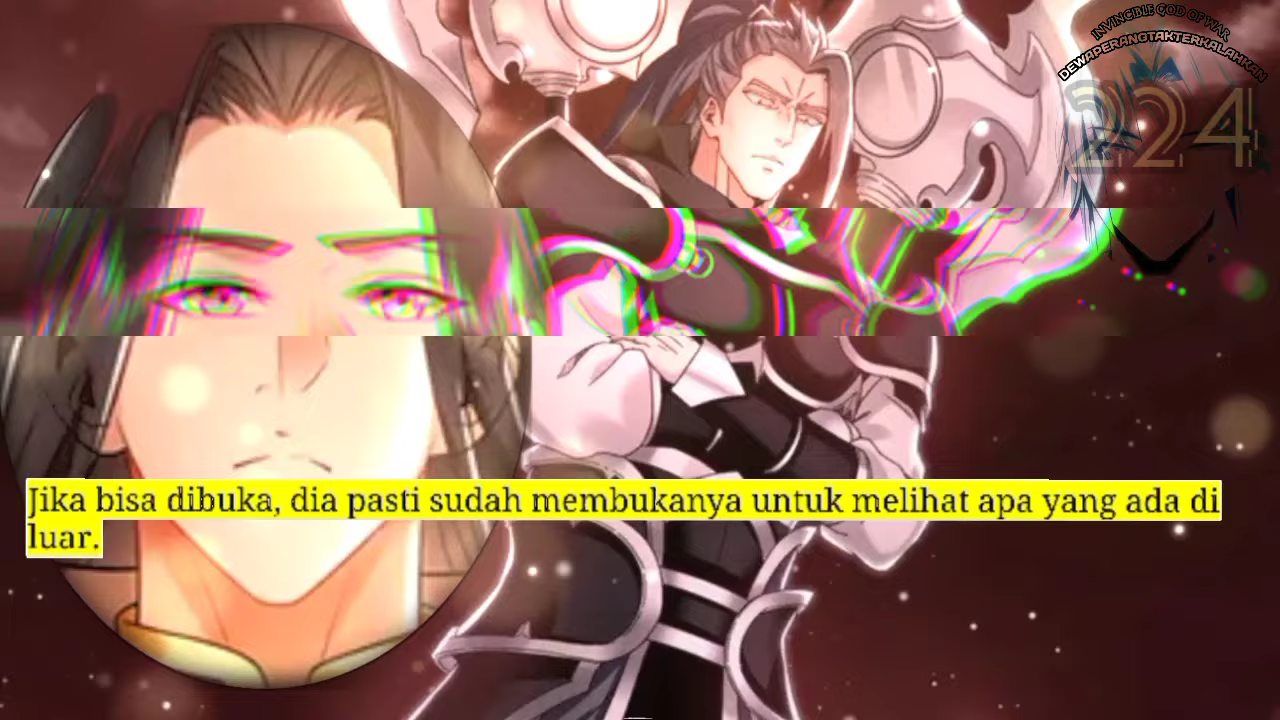 INVINCIBLE GOD OF WAR
DEWAPERANGTAKTERKALAHKAN
224
Jika bisa dibuka, dia pasti sudah membukanya untuk melihat apa yang ada di
luar.